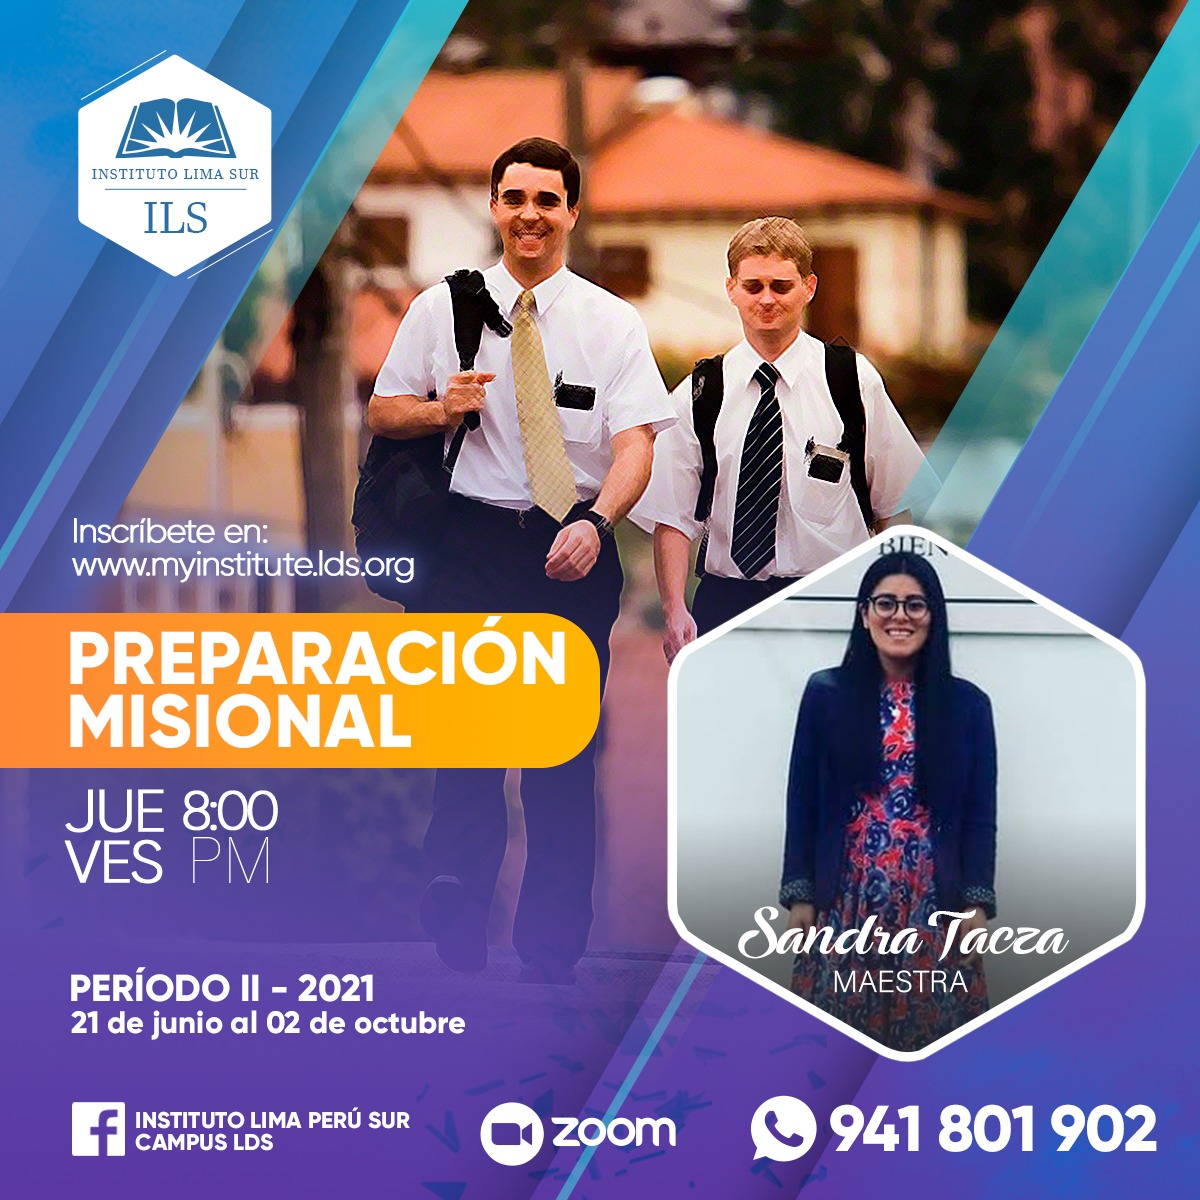 INSTITUTO LIMA SUR
ILS
Inscríbete en:
www.myinstitute.lds.org
PREPARACIÓN
MISIONAL
JUE 8:00
VES PM
BIEN
Sandra Tacza
MAESTRA
PERÍODO II - 2021
21 de junio al 02 de octubre
INSTITUTO LIMA PERÚ SUR
CAMPUS LDS
zoom
941 801 902